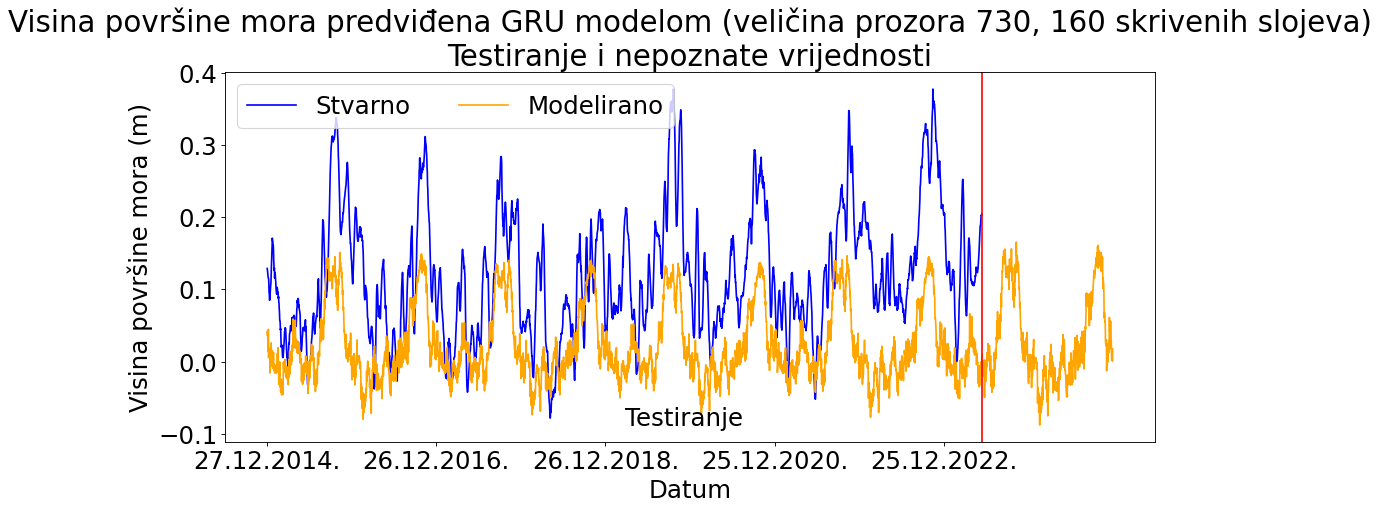 Visina površine mora predviđena GRU modelom (veličina prozora 730, 160 skrivenih slojeva)
Testiranje i nepoznate vrijednosti
Stvarno Modelirano
Visina površine mora (m)
0.4
0.3
0.2
0.1
0.0
−0.1
Testiranje
27.12.2014. 26.12.2016. 26.12.2018. 25.12.2020. 25.12.2022.
Datum